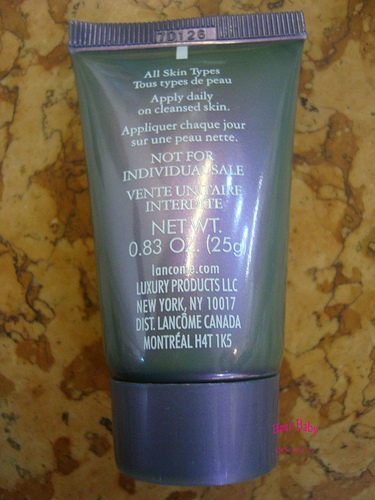 70126
All Skin Types
Tous types de peau
Apply daily
on cleansed skin.
Appliquer chaque jour
sur une peau nette.
NOT FOR
INDIVIDUAL SALE
VENTE UNITAIRE
INTERDITE
NET WT.
0.83 OZ. (25g)
lancome.com
LUXURY PRODUCTS LLC
NEW YORK, NY 10017
DIST. LANCÔME CANADA
MONTRÉAL H4T 1K5